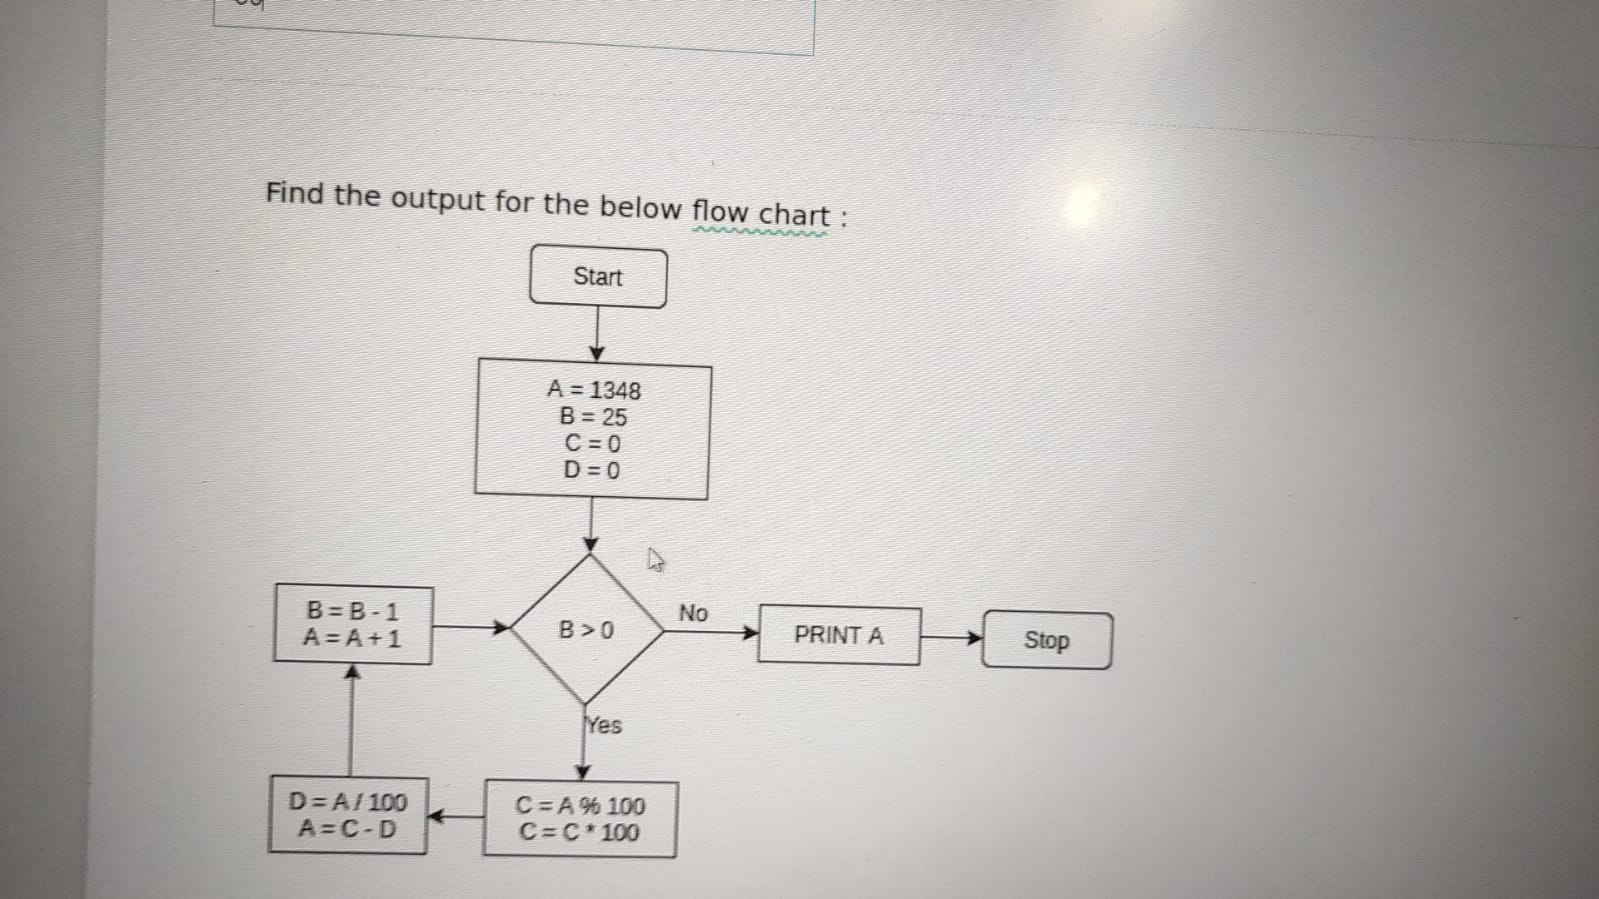 Find the output for the below flow chart :
Start
A = 1348
B = 25
C = 0
D = 0
B = B - 1
A = A + 1
B > 0
No
PRINT A
Stop
Yes
D = A / 100
A = C - D
C = A % 100
C = C * 100